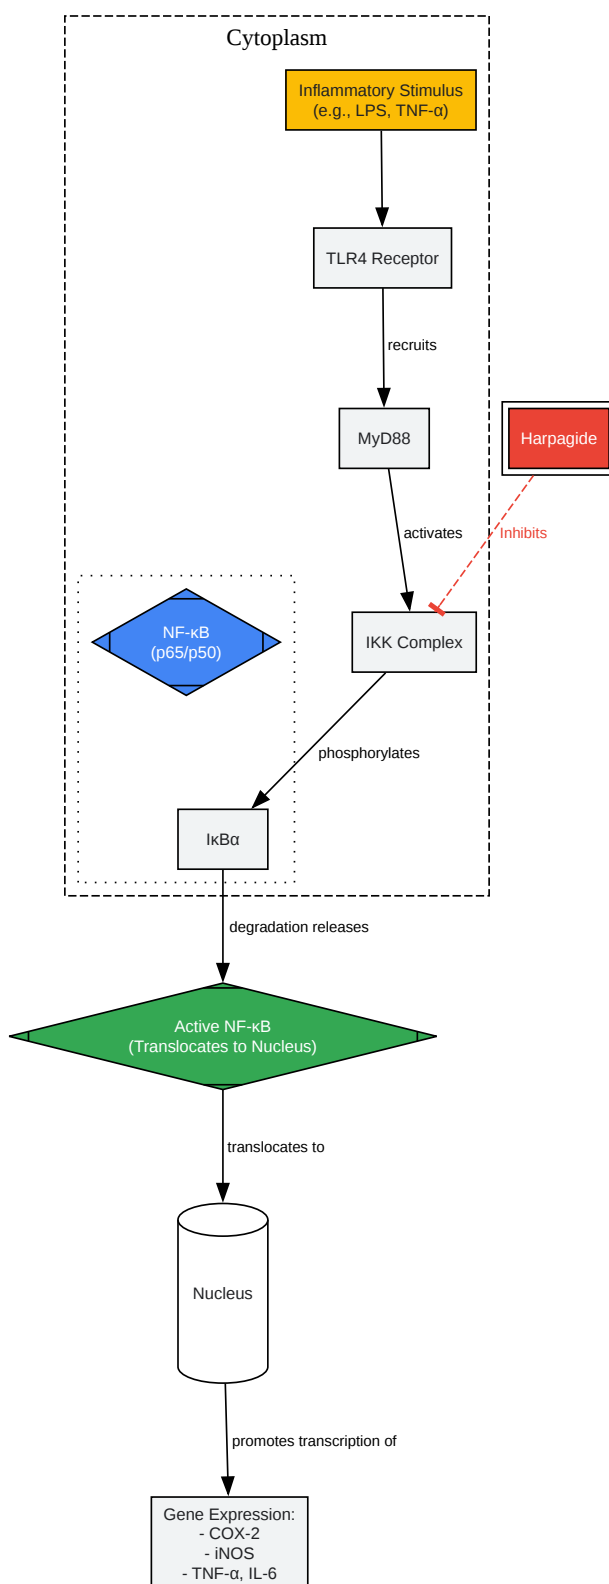 Cytoplasm
Inflammatory Stimulus
(e.g., LPS, TNF-α)
TLR4 Receptor
recruits
MyD88
Harpagide
activates
Inhibits
NF-κB
(p65/p50)
IKK Complex
phosphorylates
IκBα
degradation releases
Active NF-κB
(Translocates to Nucleus)
translocates to
Nucleus
promotes transcription of
Gene Expression:
- COX-2
- iNOS
- TNF-α, IL-6